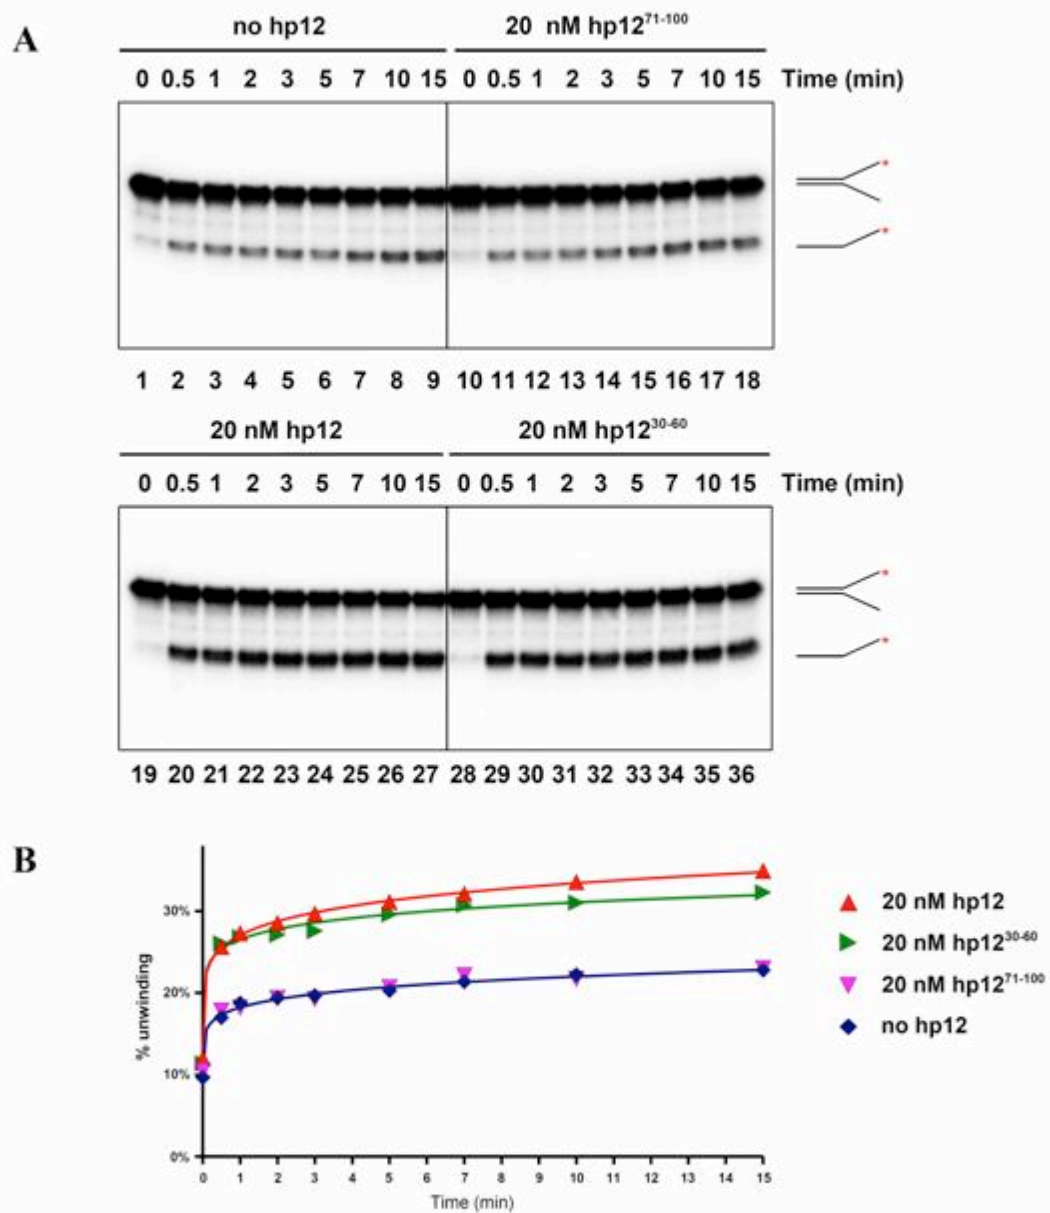 A
no hp12 20 nM hp12⁷¹⁻¹⁰⁰
0 0.5 1 2 3 5 7 10 15 0 0.5 1 2 3 5 7 10 15 Time (min)
*
*
1 2 3 4 5 6 7 8 9 10 11 12 13 14 15 16 17 18
20 nM hp12 20 nM hp12³⁰⁻⁶⁰
0 0.5 1 2 3 5 7 10 15 0 0.5 1 2 3 5 7 10 15 Time (min)
*
*
19 20 21 22 23 24 25 26 27 28 29 30 31 32 33 34 35 36
B
% unwinding
30%
20%
10%
0%
0 1 2 3 4 5 6 7 8 9 10 11 12 13 14 15
Time (min)
20 nM hp12
20 nM hp12³⁰⁻⁶⁰
20 nM hp12⁷¹⁻¹⁰⁰
no hp12